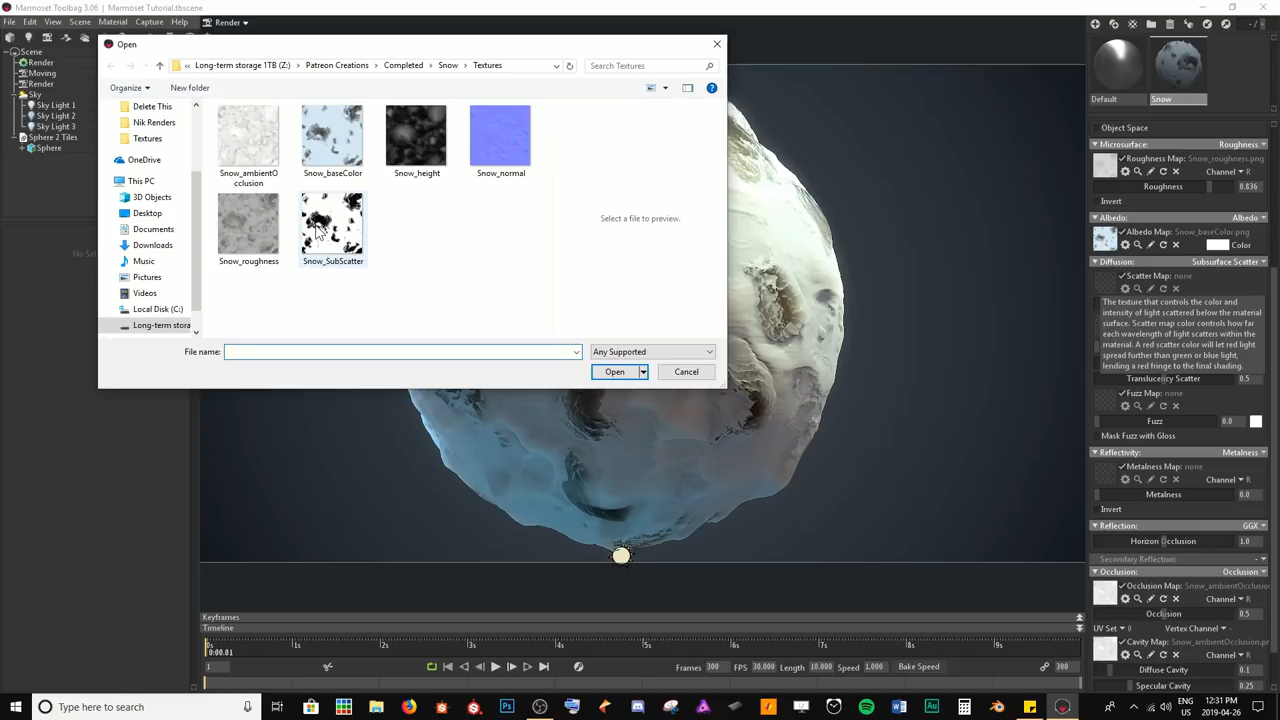 Marmoset Toolbag 3.06 | Marmoset Tutorial.tbscene
File Edit View Scene Material Capture Help Render
Scene
Render
Moving
Render
Sky
Sky Light 1
Sky Light 2
Sky Light 3
Sphere 2 Tiles
Sphere
Open
« Long-term storage 1TB (Z:) > Patreon Creations > Completed > Snow > Textures
Search Textures
Organize New folder
Delete This
Nik Renders
Textures
OneDrive
This PC
3D Objects
Desktop
Documents
Downloads
Music
Pictures
Videos
Local Disk (C:)
Long-term stora
Snow_ambientO
cclusion
Snow_baseColor
Snow_height
Snow_normal
Snow_roughness
Snow_SubScatter
Select a file to preview.
File name:
Any Supported
Open Cancel
Default Snow
Object Space
Microsurface: Roughness
Roughness Map: Snow_roughness.png
Channel R
Roughness 0.836
Invert
Albedo: Albedo
Albedo Map: Snow_baseColor.png
Color
Diffusion: Subsurface Scatter
Scatter Map: none
The texture that controls the color and
intensity of light scattered below the material
surface. Scatter map color controls how far
each wavelength of light scatters within the
material. A red scatter color will let red light
spread further than green or blue light,
lending a red fringe to the final shading.
Translucency Scatter 0.5
Fuzz Map: none
Fuzz 0.0
Mask Fuzz with Gloss
Reflectivity: Metalness
Metalness Map: none
Channel R
Metalness 0.0
Invert
Reflection: GGX
Horizon Occlusion 1.0
Secondary Reflection:
Occlusion: Occlusion
Occlusion Map: Snow_ambientOcclusion
Channel R
Occlusion 0.5
UV Set 0 Vertex Channel -
Cavity Map: Snow_ambientOcclusion.pr
Channel R
Diffuse Cavity 0.1
Specular Cavity 0.25
Keyframes
Timeline
0s 1s 2s 3s 4s 5s 6s 7s 8s 9s
0:00.01
1
Frames 300 FPS 30.000 Length 10.000 Speed 1.000 Bake Speed 300
Type here to search
ENG
US
12:31 PM
2019-04-26